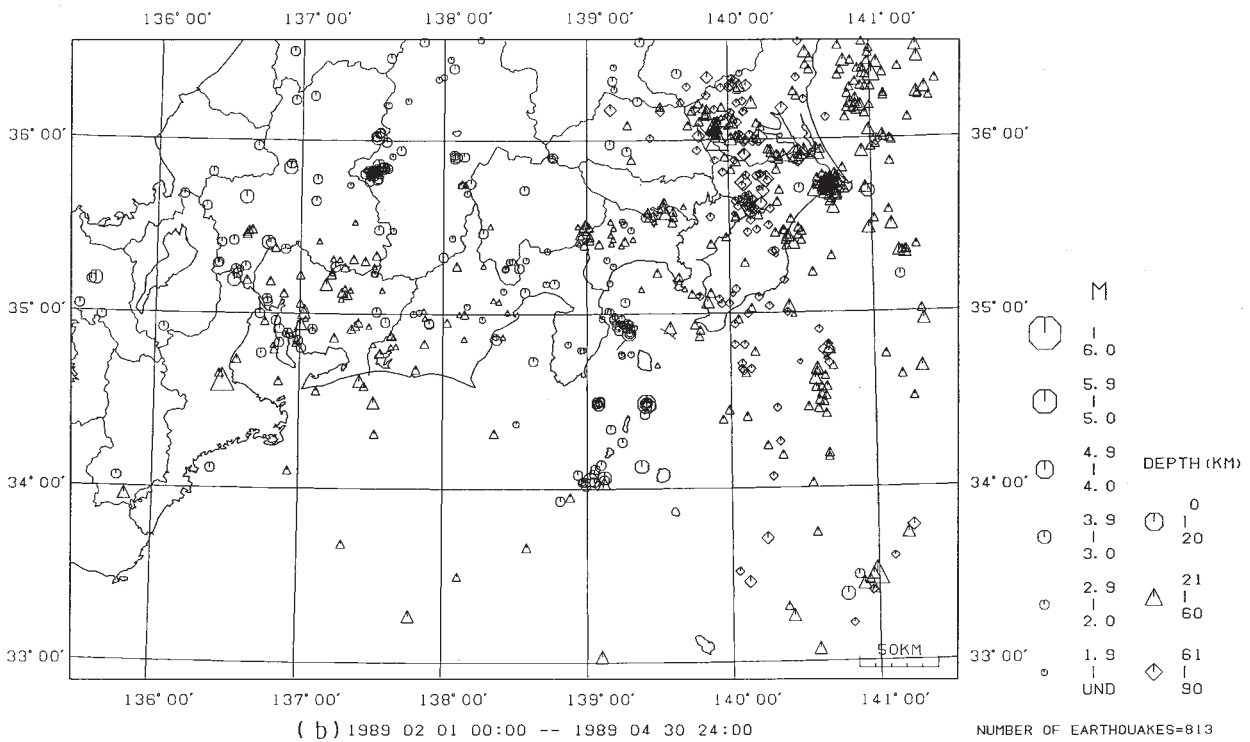 136° 00' 137° 00' 138° 00' 139° 00' 140° 00' 141° 00'
36° 00' 36° 00'
35° 00' 35° 00'
34° 00' 34° 00'
33° 00' 33° 00'
50KM
136° 00' 137° 00' 138° 00' 139° 00' 140° 00' 141° 00'
M
I
6.0
5.9
I
5.0
4.9
I
4.0
3.9
I
3.0
2.9
I
2.0
1.9
I
UND
DEPTH(KM)
0
I
20
21
I
60
61
I
90
(b) 1989 02 01 00:00 -- 1989 04 30 24:00
NUMBER OF EARTHOUAKES=813